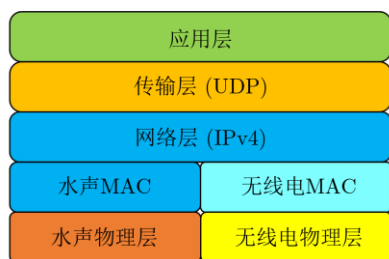 应用层
传输层 (UDP)
网络层 (IPv4)
水声MAC 无线电MAC
水声物理层 无线电物理层